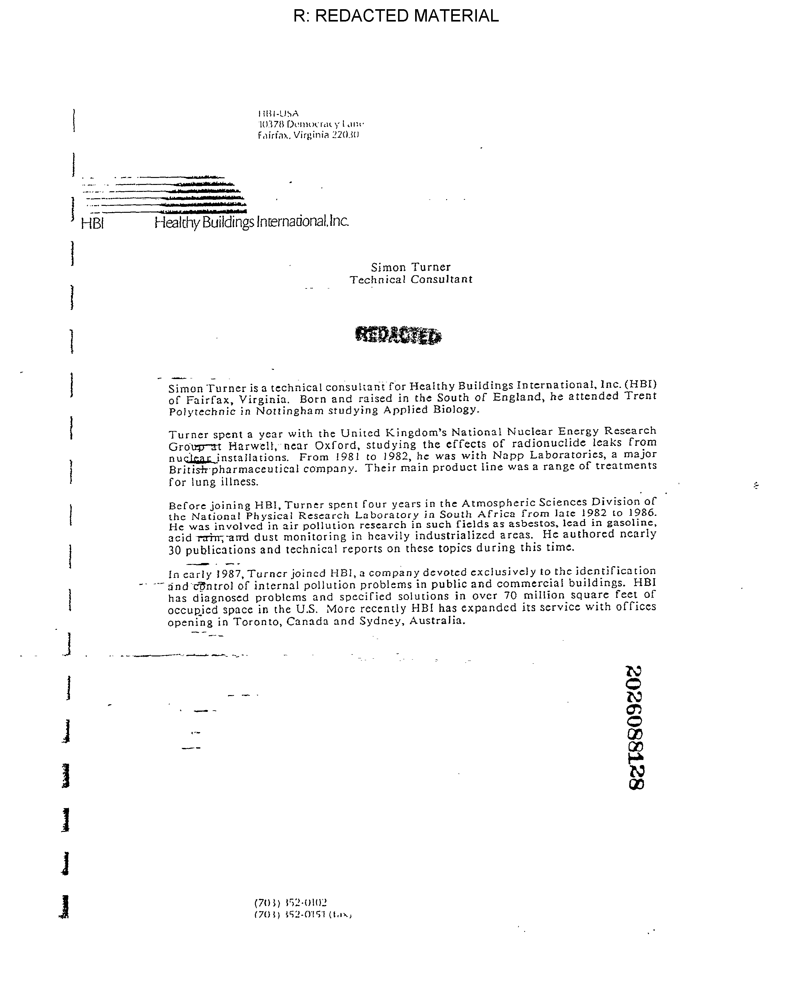 R: REDACTED MATERIAL
HBI-USA
10378 Democracy Lane
Fairfax, Virginia 22030
HBI Healthy Buildings International, Inc.
Simon Turner
Technical Consultant
REDACTED
Simon Turner is a technical consultant for Healthy Buildings International, Inc. (HBI)
of Fairfax, Virginia. Born and raised in the South of England, he attended Trent
Polytechnic in Nottingham studying Applied Biology.
Turner spent a year with the United Kingdom's National Nuclear Energy Research
Group at Harwell, near Oxford, studying the effects of radionuclide leaks from
nuclear installations. From 1981 to 1982, he was with Napp Laboratories, a major
British pharmaceutical company. Their main product line was a range of treatments
for lung illness.
Before joining HBI, Turner spent four years in the Atmospheric Sciences Division of
the National Physical Research Laboratory in South Africa from late 1982 to 1986.
He was involved in air pollution research in such fields as asbestos, lead in gasoline,
acid rain, and dust monitoring in heavily industrialized areas. He authored nearly
30 publications and technical reports on these topics during this time.
In early 1987, Turner joined HBI, a company devoted exclusively to the identification
and control of internal pollution problems in public and commercial buildings. HBI
has diagnosed problems and specified solutions in over 70 million square feet of
occupied space in the U.S. More recently HBI has expanded its service with offices
opening in Toronto, Canada and Sydney, Australia.
2026088128
(703) 352-0102
(703) 352-0151 (fax)